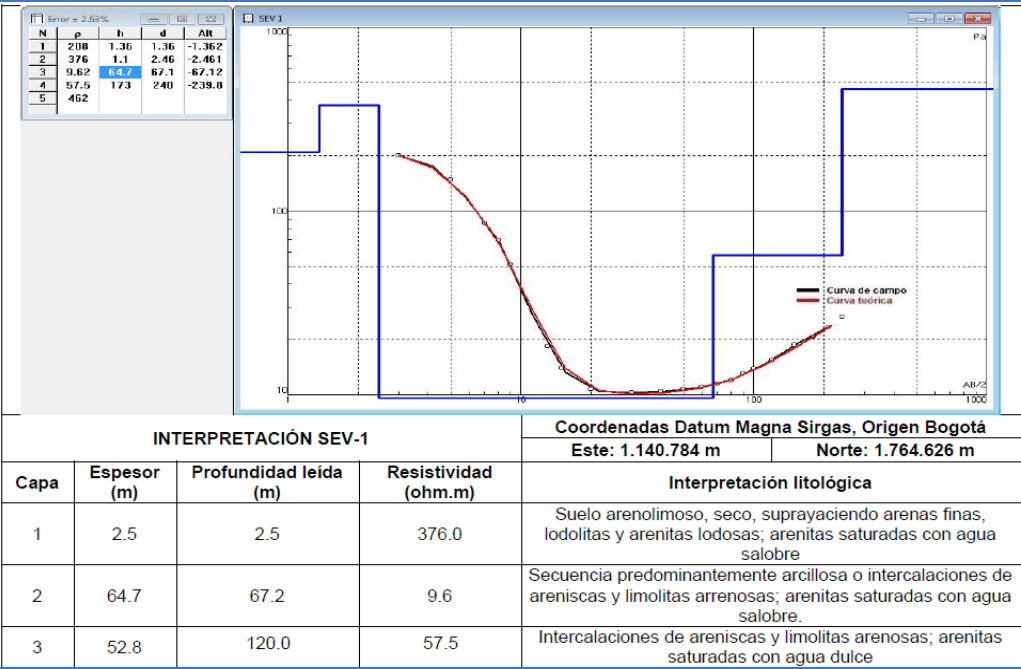 Error = 2.63%
N ρ h d Alt
1 208 1.36 1.36 -1.362
2 376 1.1 2.46 -2.461
3 9.62 64.7 67.1 -67.12
4 57.5 173 240 -239.8
5 462
SEV 1
1000
Pa
100
Curva de campo
Curva teórica
10
AB/2
1 10 100 1000
INTERPRETACIÓN SEV-1
Coordenadas Datum Magna Sirgas, Origen Bogotá
Este: 1.140.784 m Norte: 1.764.626 m
Capa Espesor (m) Profundidad leída (m) Resistividad (ohm.m) Interpretación litológica
1 2.5 2.5 376.0
Suelo arenolimoso, seco, suprayaciendo arenas finas,
lodolitas y arenitas lodosas; arenitas saturadas con agua
salobre
2 64.7 67.2 9.6
Secuencia predominantemente arcillosa o intercalaciones de
areniscas y limolitas arrenosas; arenitas saturadas con agua
salobre.
3 52.8 120.0 57.5
Intercalaciones de areniscas y limolitas arenosas; arenitas
saturadas con agua dulce